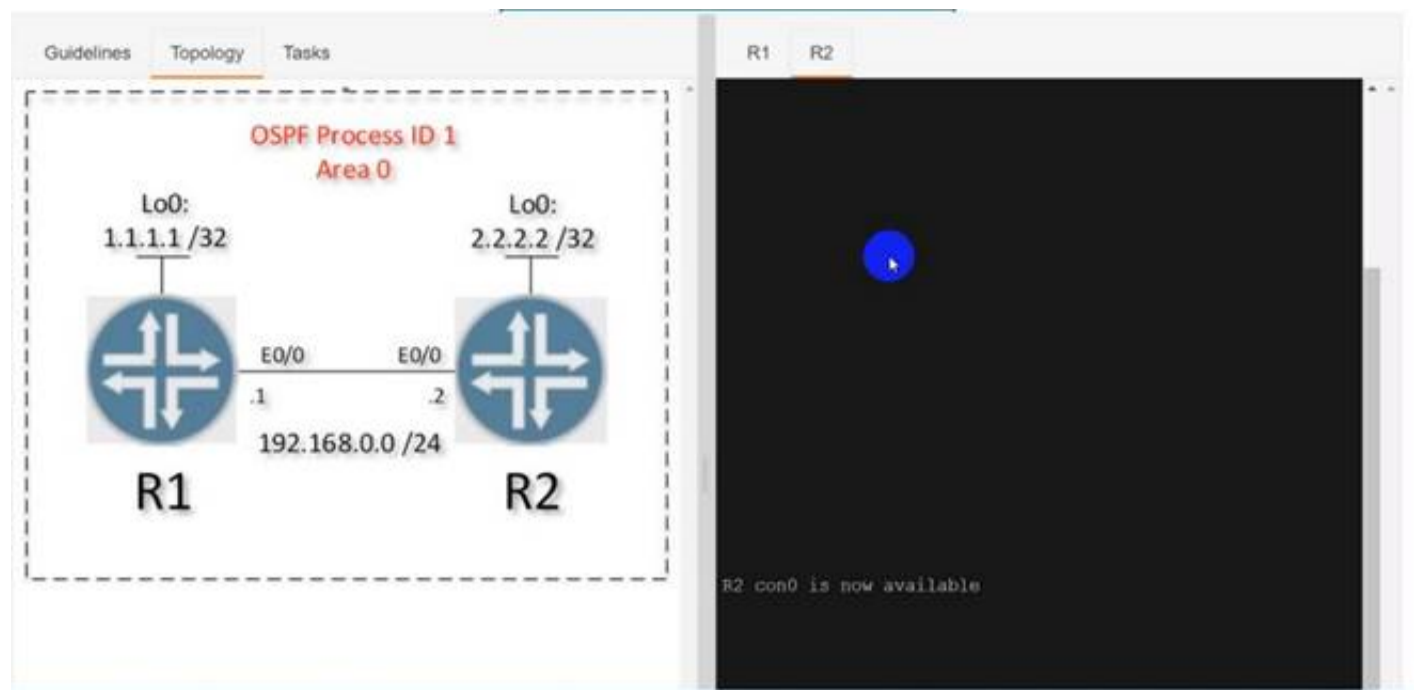 Guidelines Topology Tasks
OSPF Process ID 1
Area 0
Lo0:
1.1.1.1 /32
Lo0:
2.2.2.2 /32
E0/0 E0/0
.1 .2
192.168.0.0 /24
R1 R2
R1 R2
R2 con0 is now available